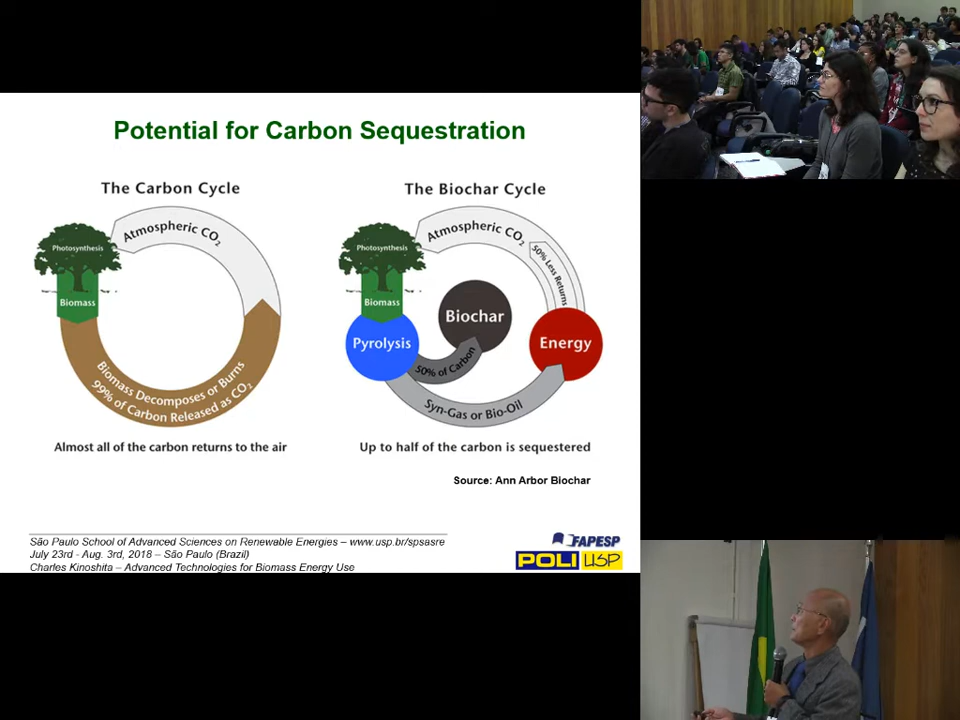 Potential for Carbon Sequestration
The Carbon Cycle
Atmospheric CO2
Photosynthesis
Biomass
Biomass Decomposes or Burns
99% of Carbon Released as CO2
Almost all of the carbon returns to the air
The Biochar Cycle
Atmospheric CO2
50% Less Returns
Photosynthesis
Biomass
Biochar
Pyrolysis
Energy
50% of Carbon
Syn-Gas or Bio-Oil
Up to half of the carbon is sequestered
Source: Ann Arbor Biochar
São Paulo School of Advanced Sciences on Renewable Energies – www.usp.br/spsasre
July 23rd - Aug. 3rd, 2018 – São Paulo (Brazil)
Charles Kinoshita – Advanced Technologies for Biomass Energy Use
FAPESP
POLI USP